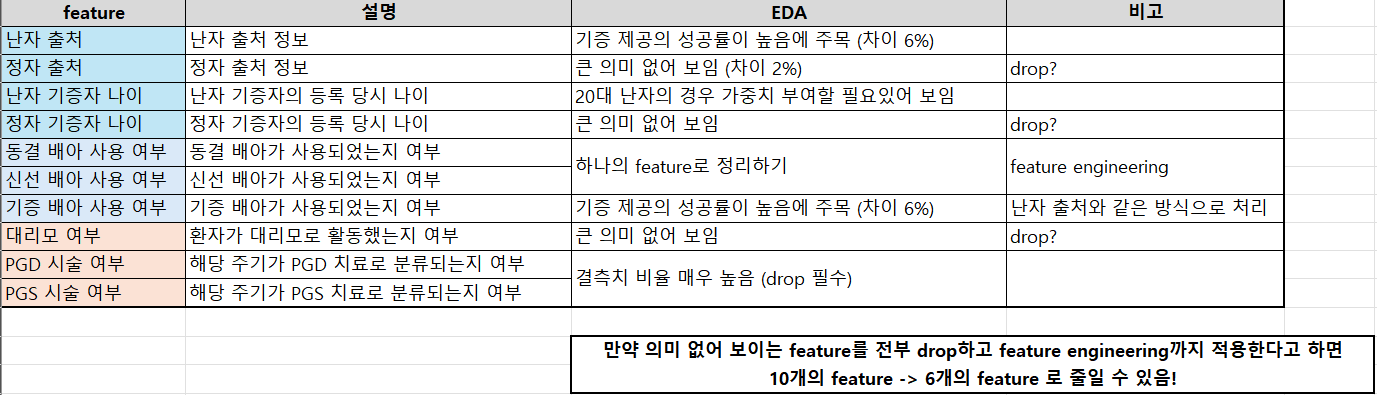 feature 설명 EDA 비고
난자 출처 난자 출처 정보 기증 제공의 성공률이 높음에 주목 (차이 6%)
정자 출처 정자 출처 정보 큰 의미 없어 보임 (차이 2%) drop?
난자 기증자 나이 난자 기증자의 등록 당시 나이 20대 난자의 경우 가중치 부여할 필요있어 보임
정자 기증자 나이 정자 기증자의 등록 당시 나이 큰 의미 없어 보임 drop?
동결 배아 사용 여부 동결 배아가 사용되었는지 여부 하나의 feature로 정리하기 feature engineering
신선 배아 사용 여부 신선 배아가 사용되었는지 여부
기증 배아 사용 여부 기증 배아가 사용되었는지 여부 기증 제공의 성공률이 높음에 주목 (차이 6%) 난자 출처와 같은 방식으로 처리
대리모 여부 환자가 대리모로 활동했는지 여부 큰 의미 없어 보임 drop?
PGD 시술 여부 해당 주기가 PGD 치료로 분류되는지 여부 결측치 비율 매우 높음 (drop 필수)
PGS 시술 여부 해당 주기가 PGS 치료로 분류되는지 여부
만약 의미 없어 보이는 feature를 전부 drop하고 feature engineering까지 적용한다고 하면
10개의 feature -> 6개의 feature 로 줄일 수 있음!